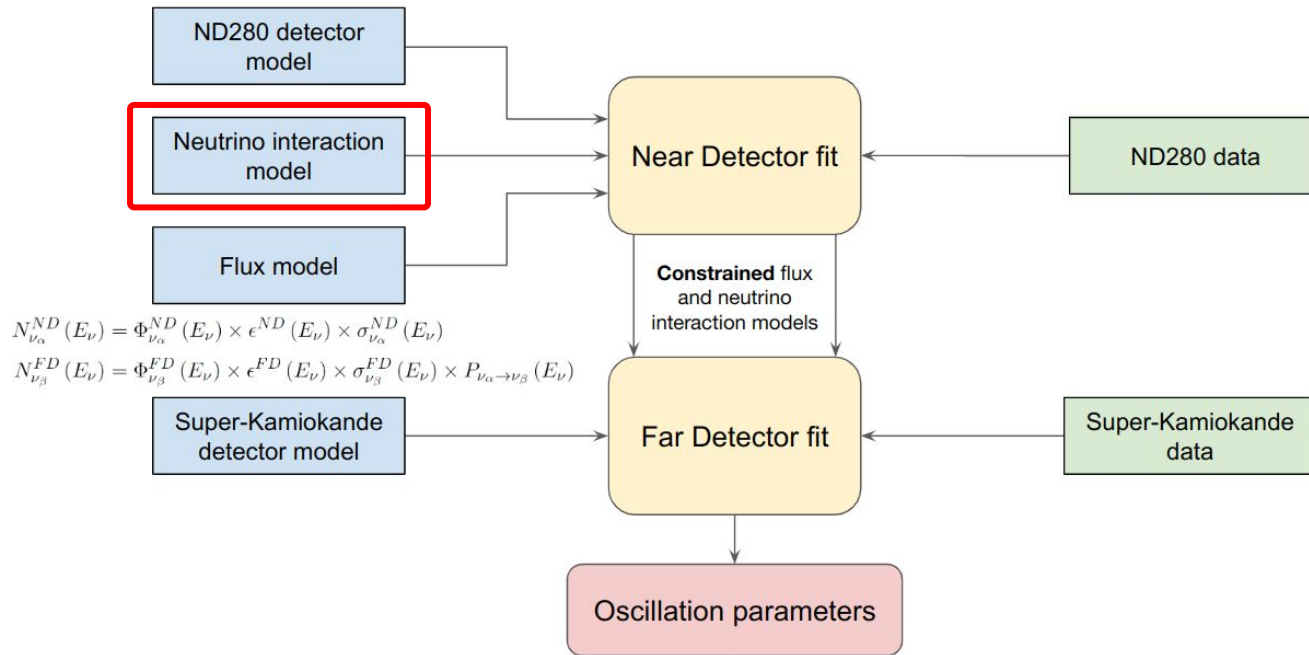 ND280 detector
model
Neutrino interaction
model
Flux model
Near Detector fit
ND280 data
Constrained flux
and neutrino
interaction models
N^{ND}_{ν_α} (E_ν) = Φ^{ND}_{ν_α} (E_ν) × ϵ^{ND} (E_ν) × σ^{ND}_{ν_α} (E_ν)
N^{FD}_{ν_β} (E_ν) = Φ^{FD}_{ν_β} (E_ν) × ϵ^{FD} (E_ν) × σ^{FD}_{ν_β} (E_ν) × P_{ν_α→ν_β} (E_ν)
Super-Kamiokande
detector model
Far Detector fit
Super-Kamiokande
data
Oscillation parameters